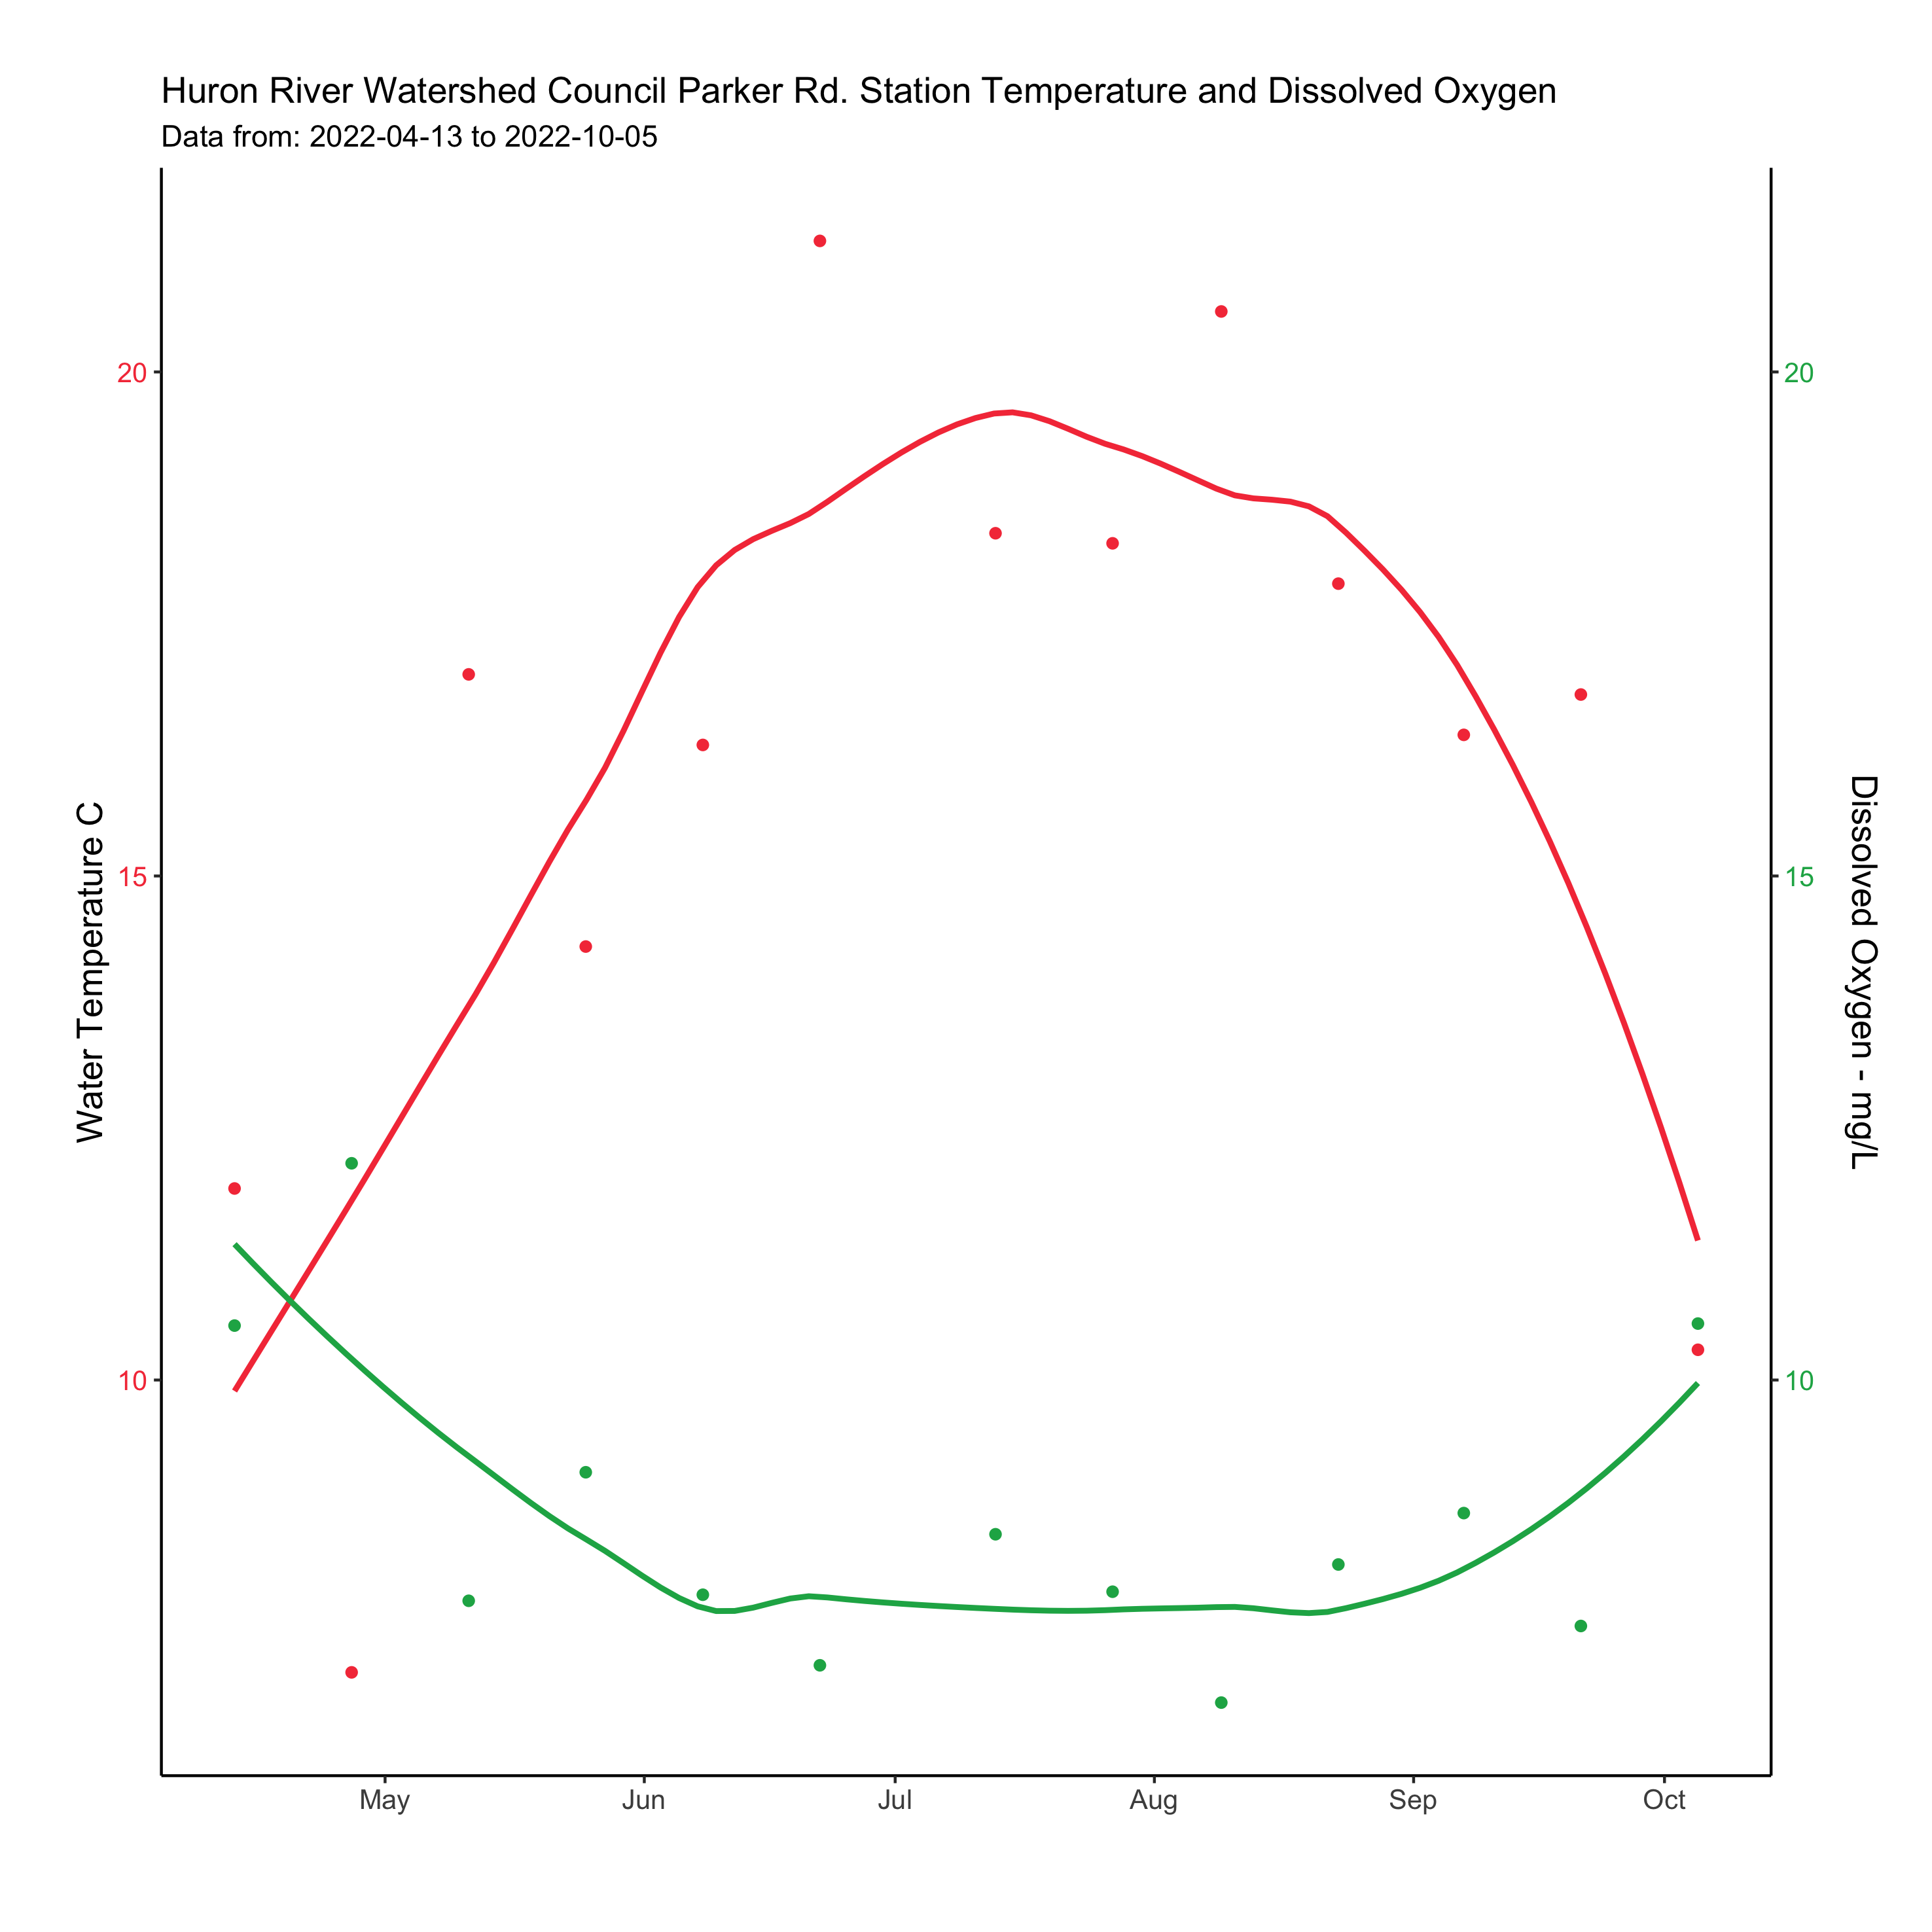 Huron River Watershed Council Parker Rd. Station Temperature and Dissolved Oxygen
Data from: 2022-04-13 to 2022-10-05
Water Temperature C
20
15
10
20
15
10
Dissolved Oxygen - mg/L
May Jun Jul Aug Sep Oct